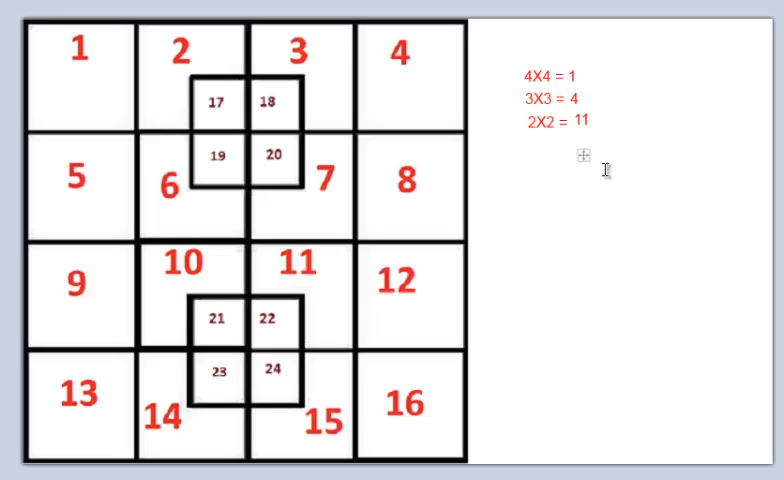 1 2 3 4
17 18
19 20
5 6 7 8
10 11
9 12
21 22
23 24
13 14 15 16
4X4 = 1
3X3 = 4
2X2 = 11